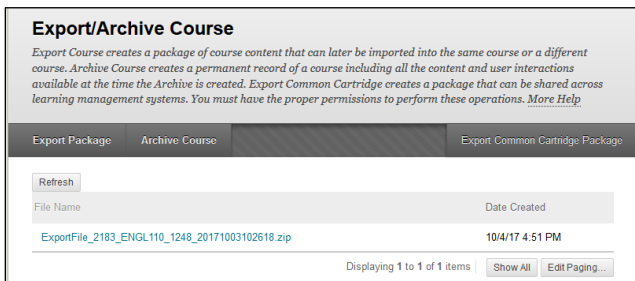 Export/Archive Course
Export Course creates a package of course content that can later be imported into the same course or a different
course. Archive Course creates a permanent record of a course including all the content and user interactions
available at the time the Archive is created. Export Common Cartridge creates a package that can be shared across
learning management systems. You must have the proper permissions to perform these operations. More Help
Export Package Archive Course Export Common Cartridge Package
Refresh
File Name Date Created
ExportFile_2183_ENGL110_1248_20171003102618.zip 10/4/17 4:51 PM
Displaying 1 to 1 of 1 items Show All Edit Paging...